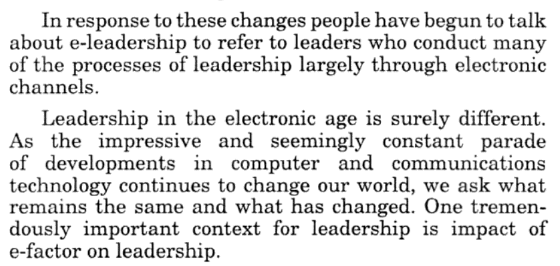 In response to these changes people have begun to talk
about e-leadership to refer to leaders who conduct many
of the processes of leadership largely through electronic
channels.
Leadership in the electronic age is surely different.
As the impressive and seemingly constant parade
of developments in computer and communications
technology continues to change our world, we ask what
remains the same and what has changed. One tremen-
dously important context for leadership is impact of
e-factor on leadership.